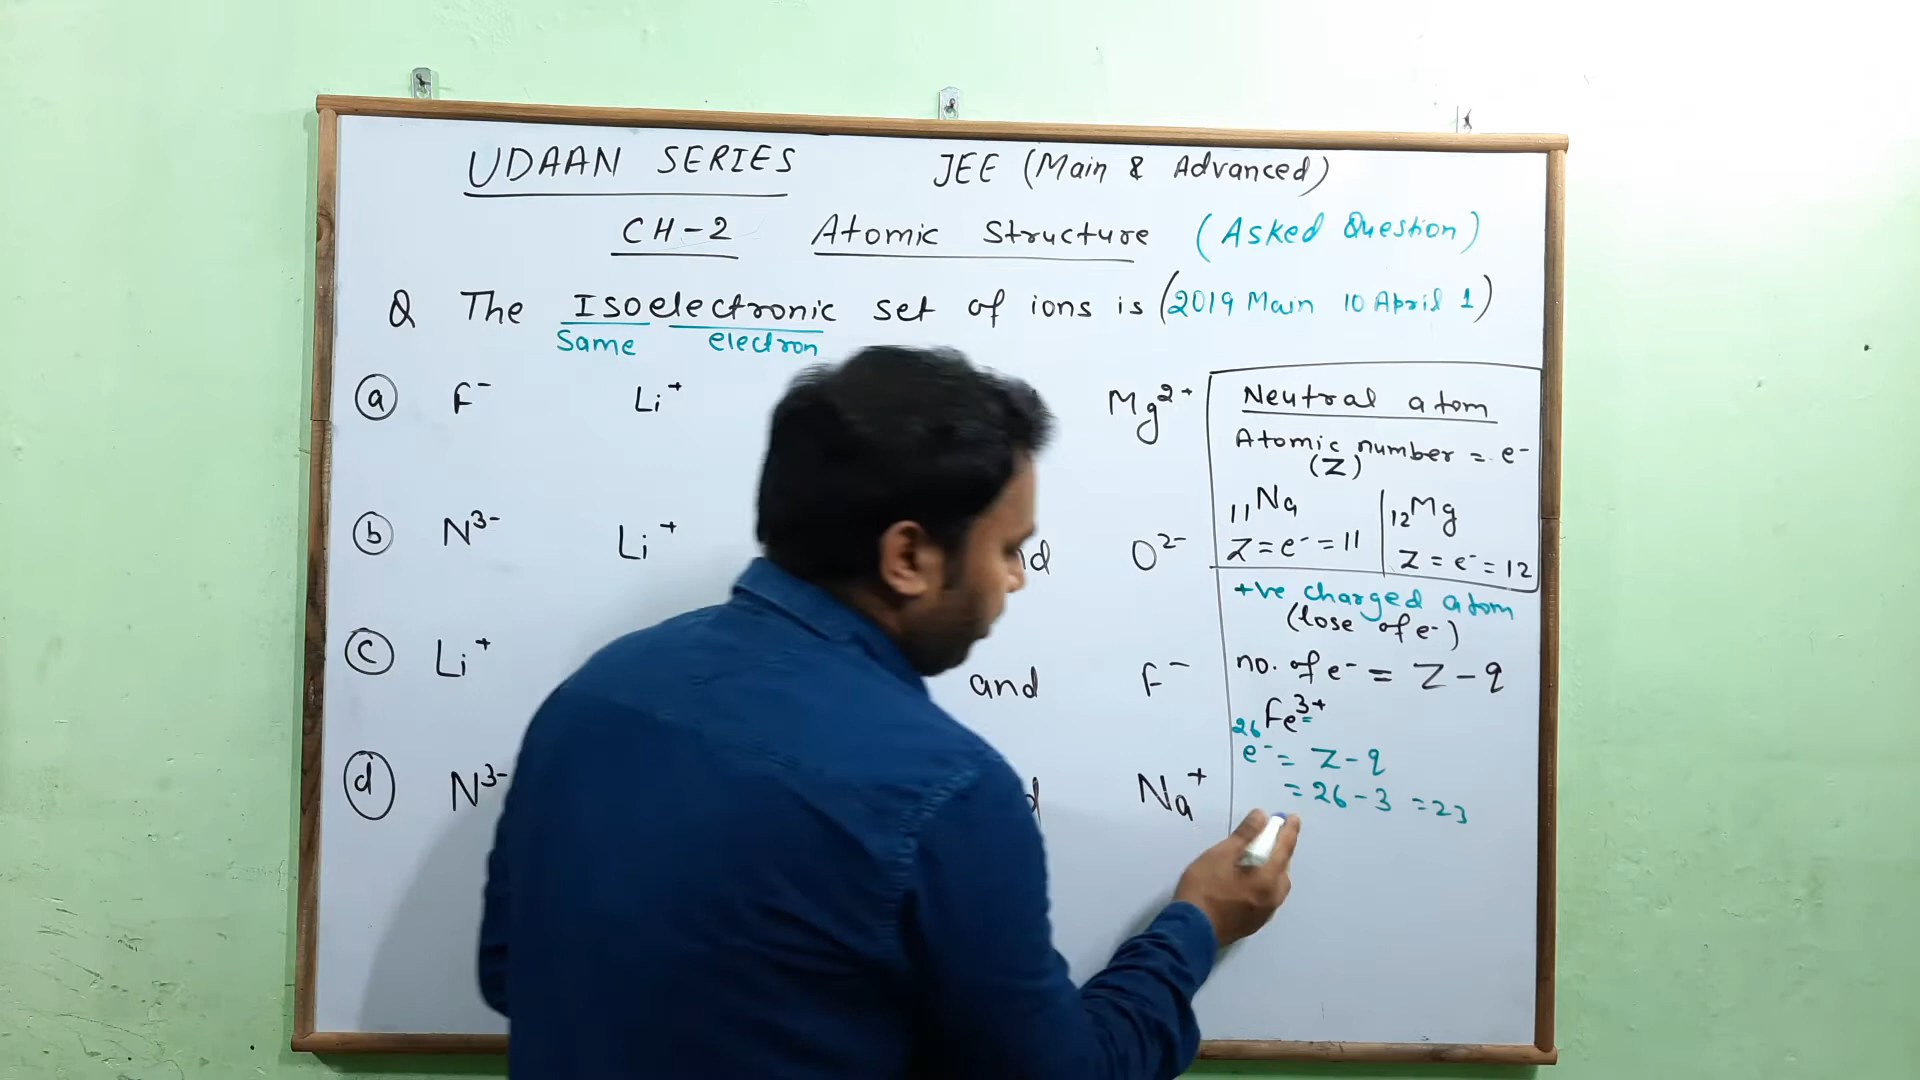 UDAAN SERIES JEE (Main & Advanced)
CH-2 Atomic Structure (Asked Question)
Q The Isoelectronic set of ions is (2019 Main 10 April 1)
Same electron
a F⁻ Li⁺ Mg²⁺
b N³⁻ Li⁺ O²⁻
c Li⁺ and F⁻
d N³⁻ Na⁺
Neutral atom
Atomic number = e⁻
(Z)
₁₁Na | ₁₂Mg
Z = e⁻ = 11 | Z = e⁻ = 12
+ve charged atom
(lose of e⁻)
no. of e⁻ = Z - q
₂₆Fe³⁺
e⁻ = Z - q
= 26 - 3 = 23